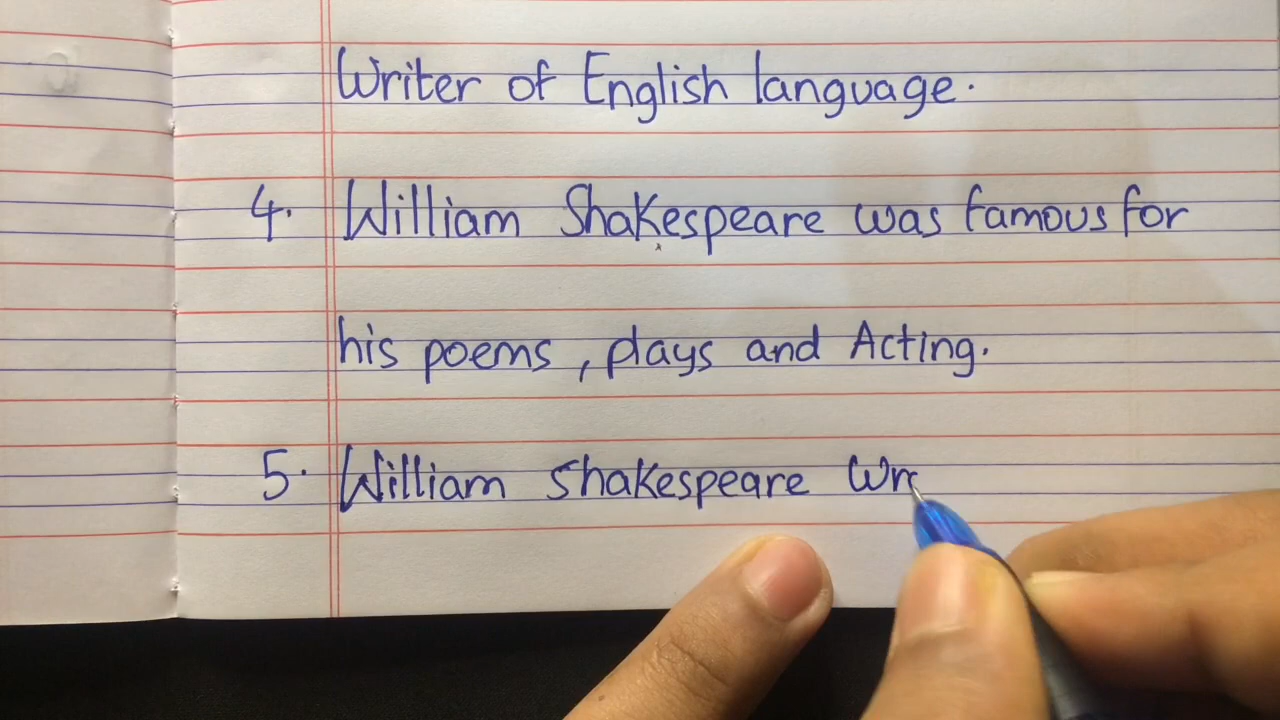 Writer of English language.
4. William Shakespeare was famous for
his poems, plays and Acting.
5. William Shakespeare